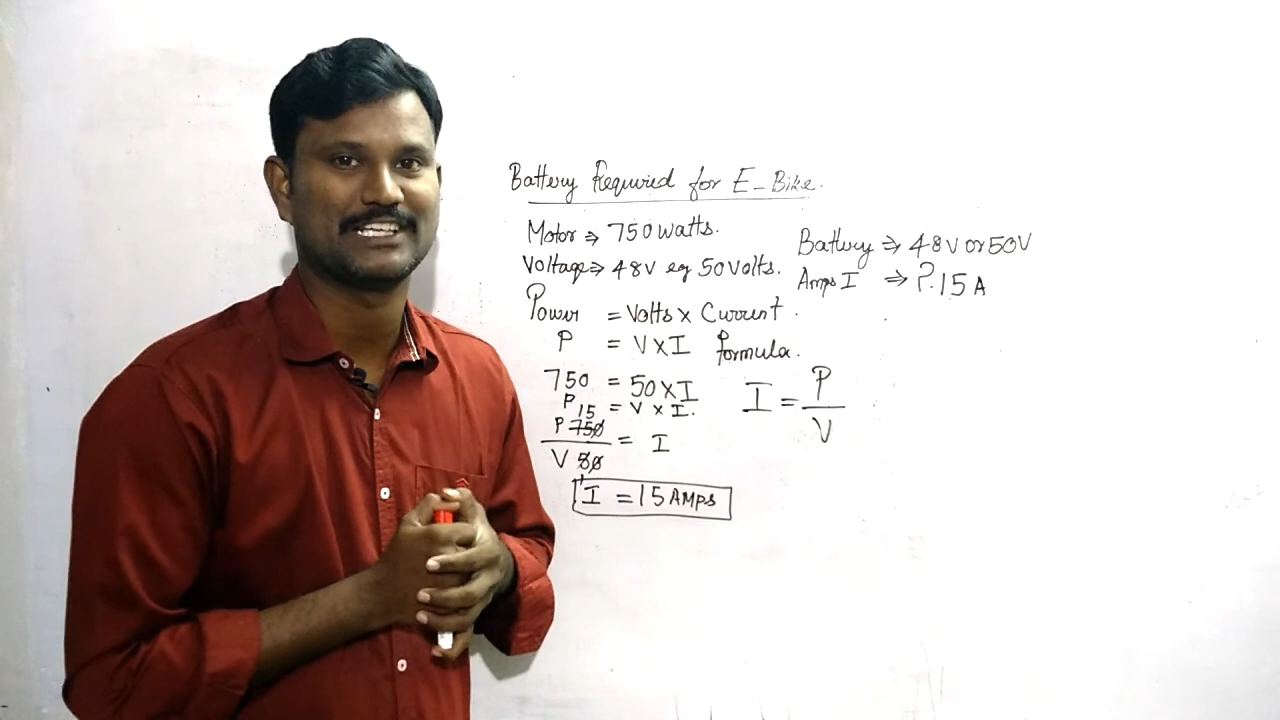 Battery Required for E-Bike.
Motor ⇒ 750 watts.
Voltage ⇒ 48V eg 50 Volts.
Battery ⇒ 48V or 50V
Amps I ⇒ ?. 15 A
Power = Volts x Current.
P = V x I formula.
750 = 50 x I
P = V x I.
15
P 750
V 50
= I
1
I = P
V
I = 15 AMPS